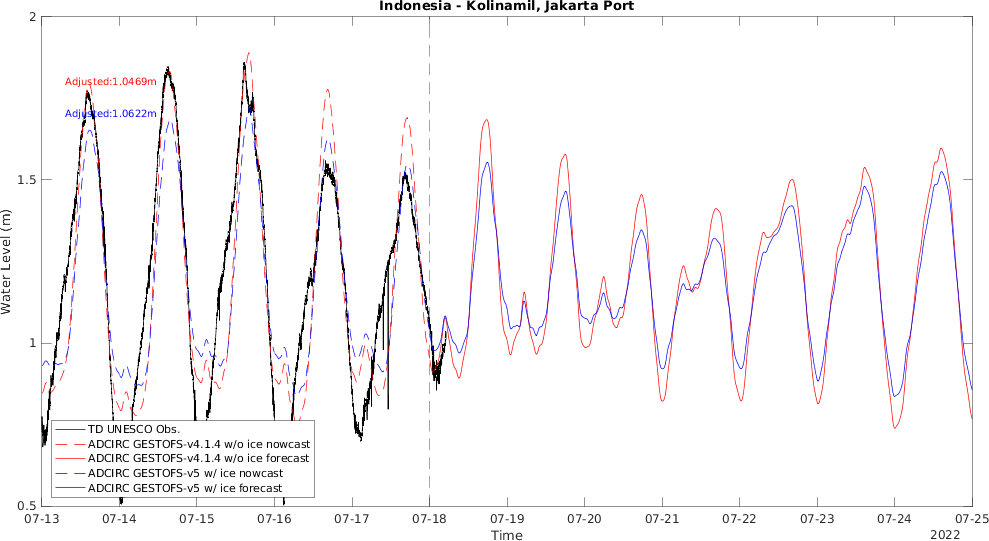 Indonesia - Kolinamil, Jakarta Port
2
Adjusted:1.0469m
Adjusted:1.0622m
1.5
Water Level (m)
1
TD UNESCO Obs.
ADCIRC GESTOFS-v4.1.4 w/o ice nowcast
ADCIRC GESTOFS-v4.1.4 w/o ice forecast
ADCIRC GESTOFS-v5 w/ ice nowcast
ADCIRC GESTOFS-v5 w/ ice forecast
0.5
07-13 07-14 07-15 07-16 07-17 07-18 07-19 07-20 07-21 07-22 07-23 07-24 07-25
Time
2022